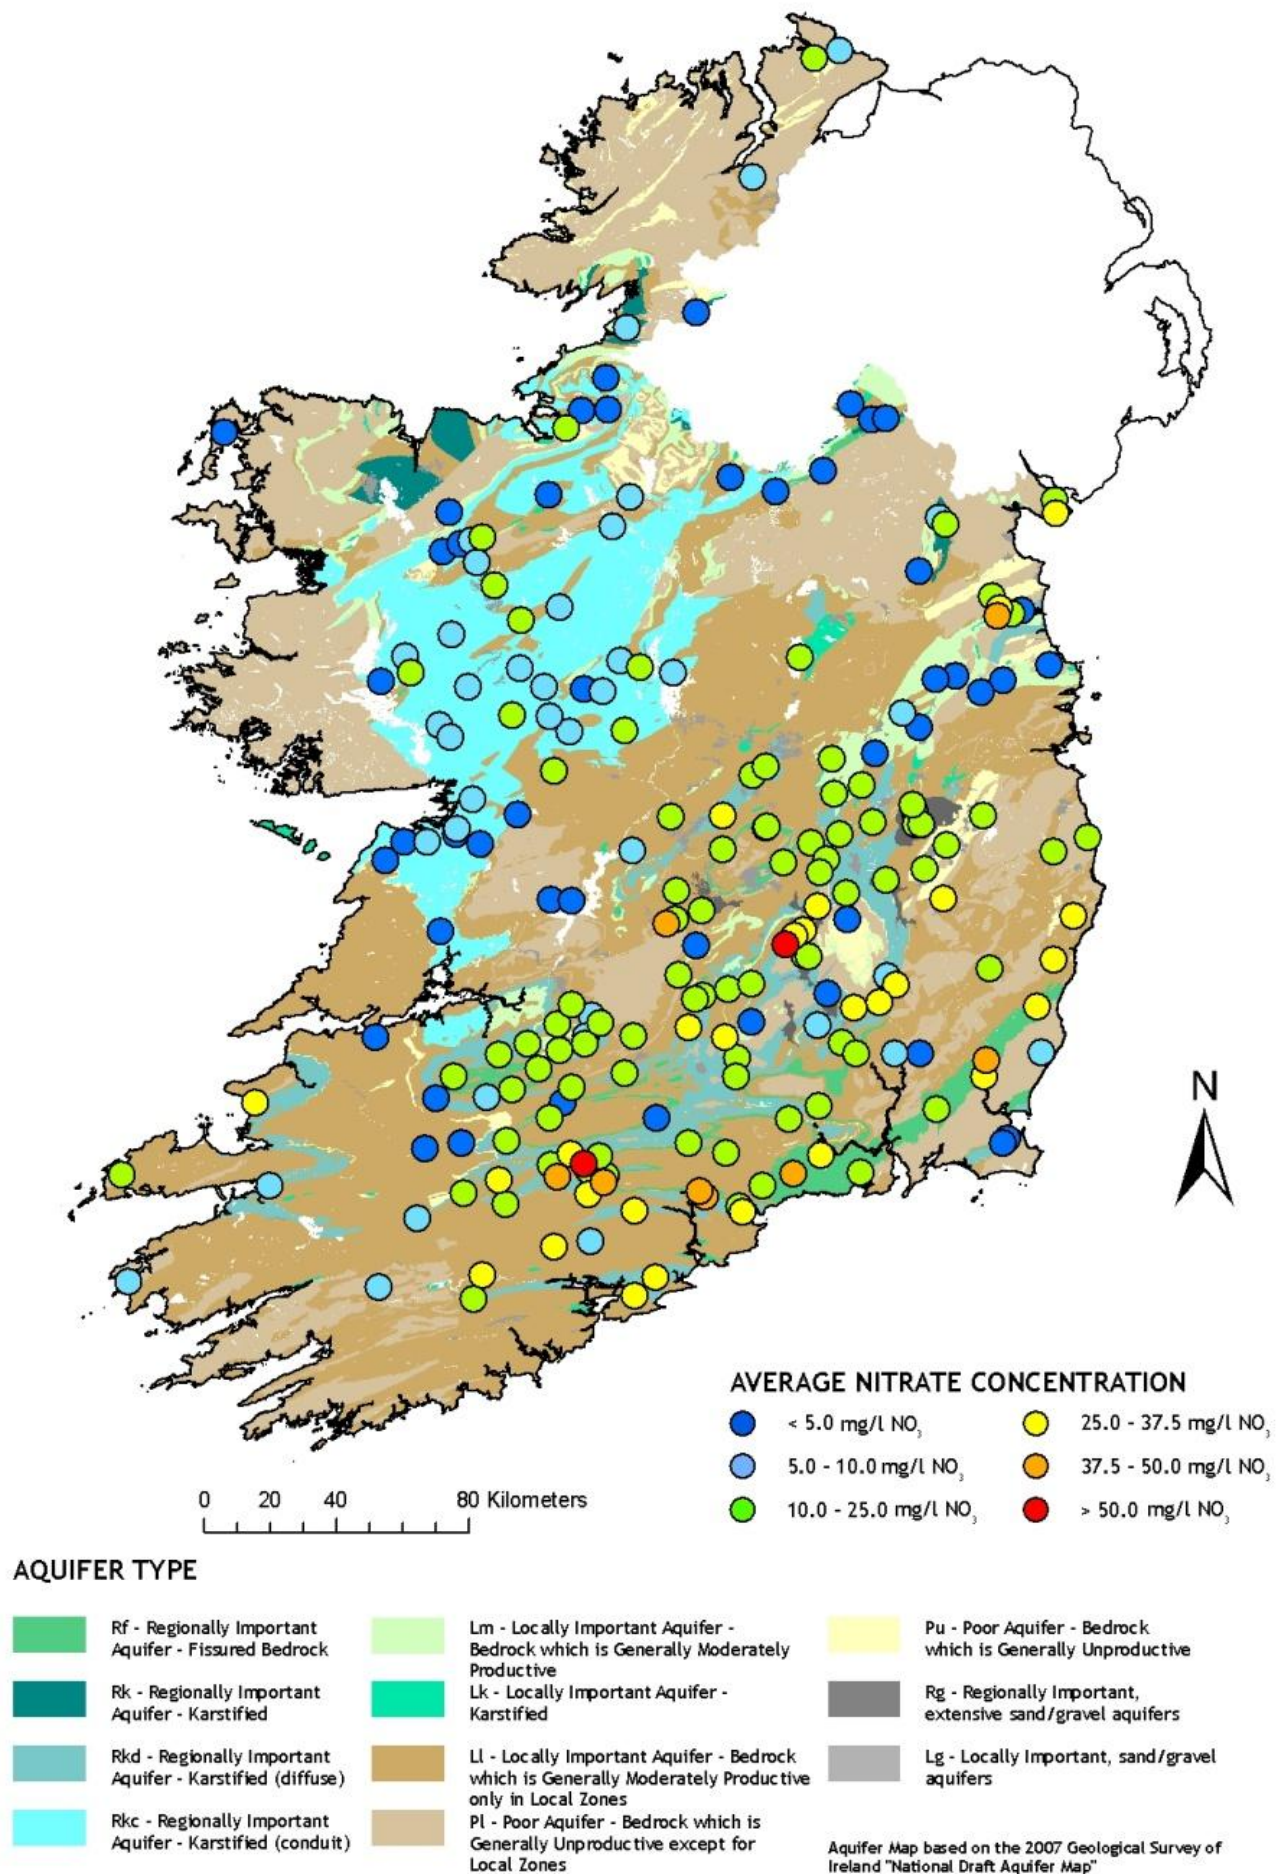 N
AVERAGE NITRATE CONCENTRATION
< 5.0 mg/l NO3
25.0 - 37.5 mg/l NO3
5.0 - 10.0 mg/l NO3
37.5 - 50.0 mg/l NO3
10.0 - 25.0 mg/l NO3
> 50.0 mg/l NO3
0 20 40 80 Kilometers
AQUIFER TYPE
Rf - Regionally Important
Aquifer - Fissured Bedrock
Rk - Regionally Important
Aquifer - Karstified
Rkd - Regionally Important
Aquifer - Karstified (diffuse)
Rkc - Regionally Important
Aquifer - Karstified (conduit)
Lm - Locally Important Aquifer -
Bedrock which is Generally Moderately
Productive
Lk - Locally Important Aquifer -
Karstified
Ll - Locally Important Aquifer - Bedrock
which is Generally Moderately Productive
only in Local Zones
Pl - Poor Aquifer - Bedrock which is
Generally Unproductive except for
Local Zones
Pu - Poor Aquifer - Bedrock
which is Generally Unproductive
Rg - Regionally Important,
extensive sand/gravel aquifers
Lg - Locally Important, sand/gravel
aquifers
Aquifer Map based on the 2007 Geological Survey of
Ireland "National Draft Aquifer Map"